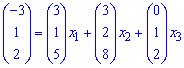 (-3 1 2) = (3 1 5) x₁ + (3 2 8) x₂ + (0 1 2) x₃